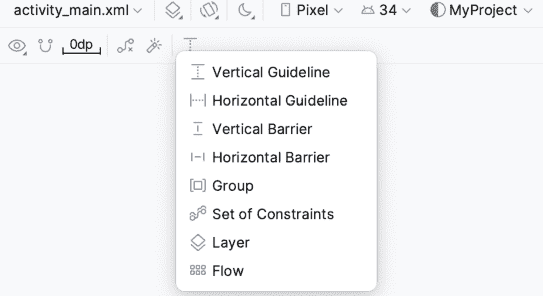 activity_main.xml Pixel 34 MyProject
0dp
Vertical Guideline
Horizontal Guideline
Vertical Barrier
Horizontal Barrier
Group
Set of Constraints
Layer
Flow